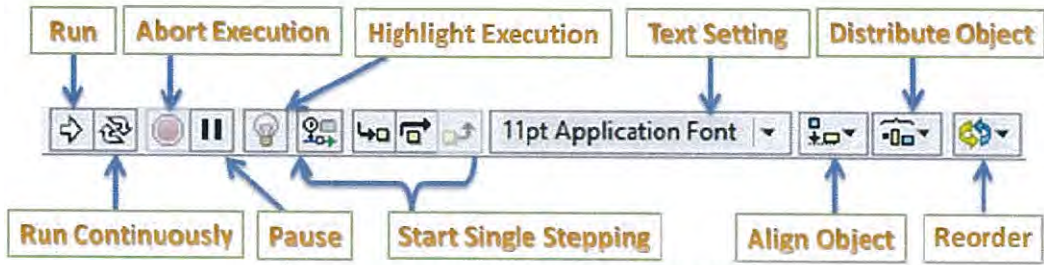 Run Abort Execution Highlight Execution Text Setting Distribute Object
11pt Application Font
Run Continuously Pause Start Single Stepping Align Object Reorder